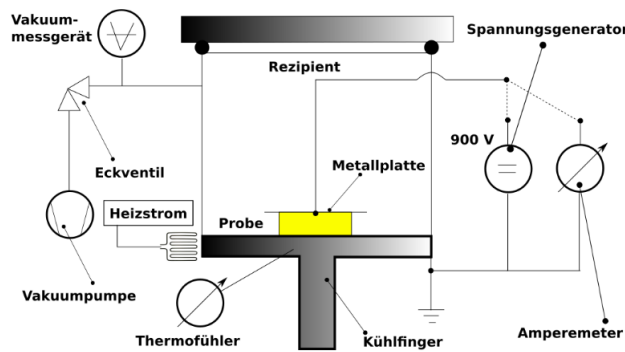 Vakuum-
messgerät
Spannungsgenerator
Rezipient
900 V
Eckventil
Metallplatte
Heizstrom
Probe
Vakuumpumpe
Thermofühler
Kühlfinger
Amperemeter